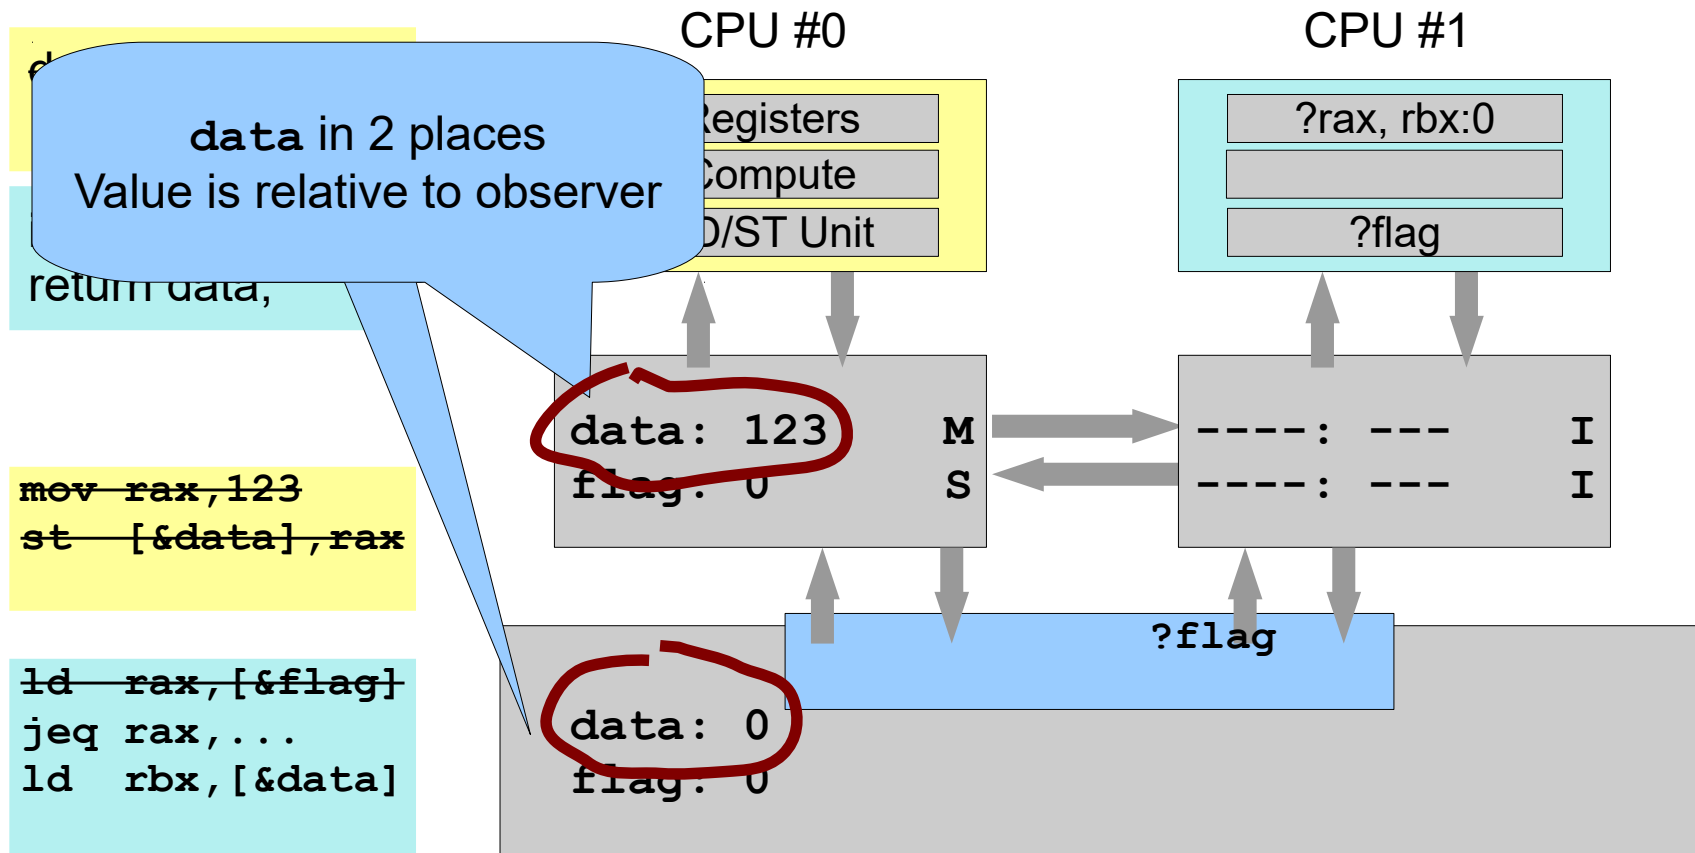 CPU #0
CPU #1
data in 2 places
Value is relative to observer
Registers
Compute
LD/ST Unit
?rax, rbx:0
?flag
return data;
data: 123 M
flag: 0 S
----: --- I
----: --- I
mov rax,123
st [&data],rax
?flag
ld rax,[&flag]
jeq rax,...
ld rbx,[&data]
data: 0
flag: 0